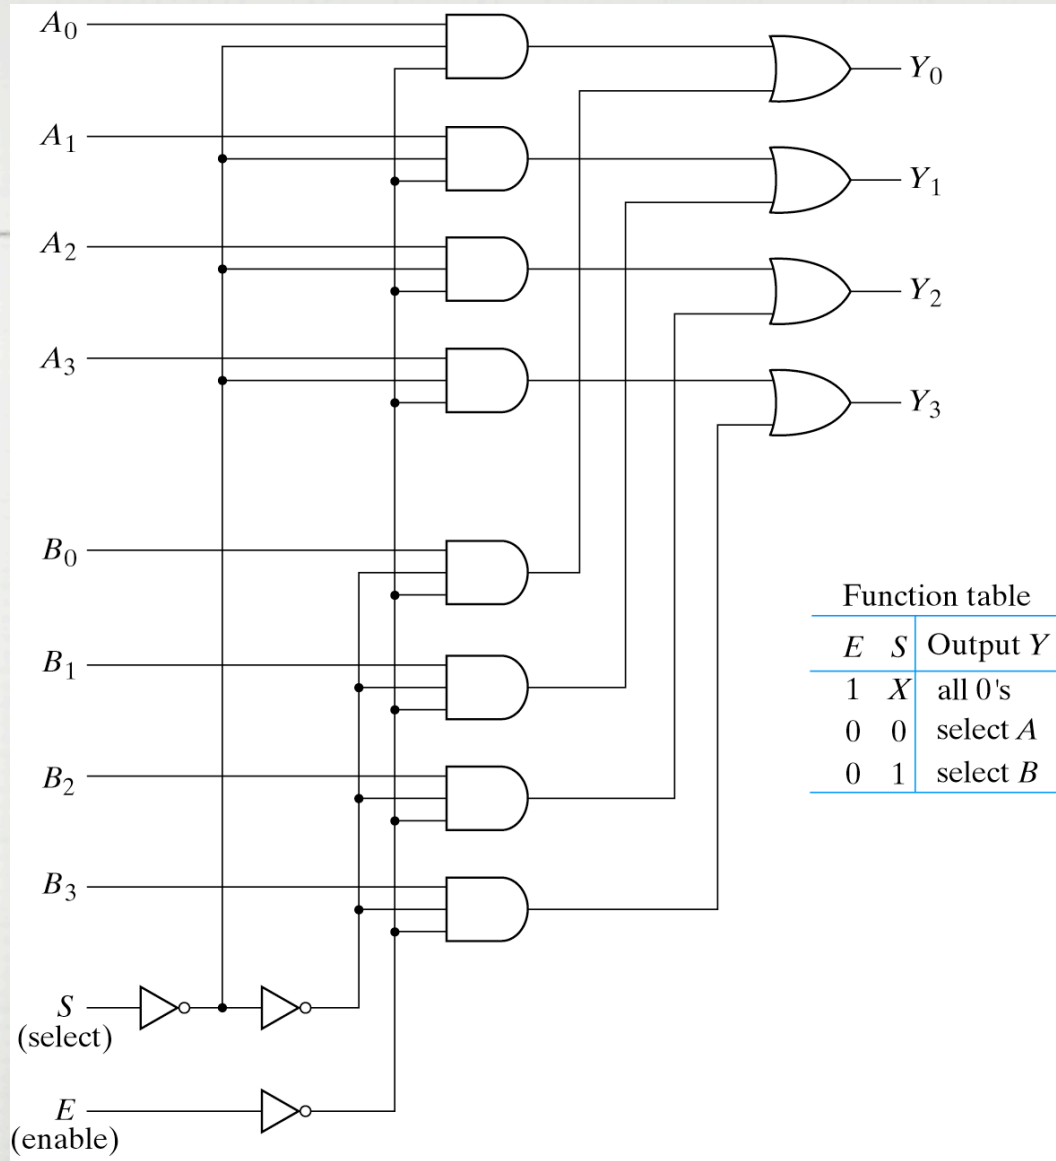 A0
Y0
A1
Y1
A2
Y2
A3
Y3
B0
B1
B2
B3
S
(select)
E
(enable)
Function table
E S Output Y
1 X all 0's
0 0 select A
0 1 select B